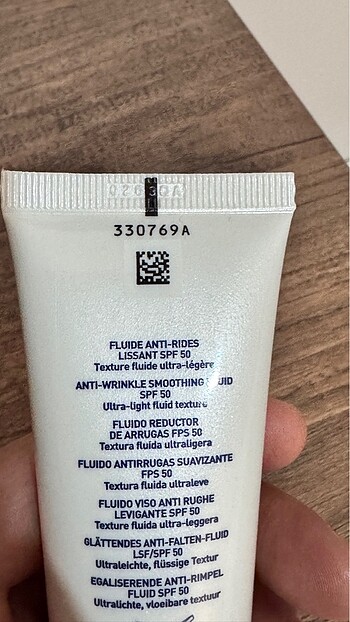 330769A
FLUIDE ANTI-RIDES
LISSANT SPF 50
Texture fluide ultra-légère
ANTI-WRINKLE SMOOTHING FLUID
SPF 50
Ultra-light fluid texture
FLUIDO REDUCTOR
DE ARRUGAS FPS 50
Textura fluida ultraligera
FLUIDO ANTIRRUGAS SUAVIZANTE
FPS 50
Textura fluida ultraleve
FLUIDO VISO ANTI RUGHE
LEVIGANTE SPF 50
Texture fluida ultra-leggera
GLÄTTENDES ANTI-FALTEN-FLUID
LSF/SPF 50
Ultraleichte, flüssige Textur
EGALISERENDE ANTI-RIMPEL
FLUID SPF 50
Ultralichte, vloeibare textuur